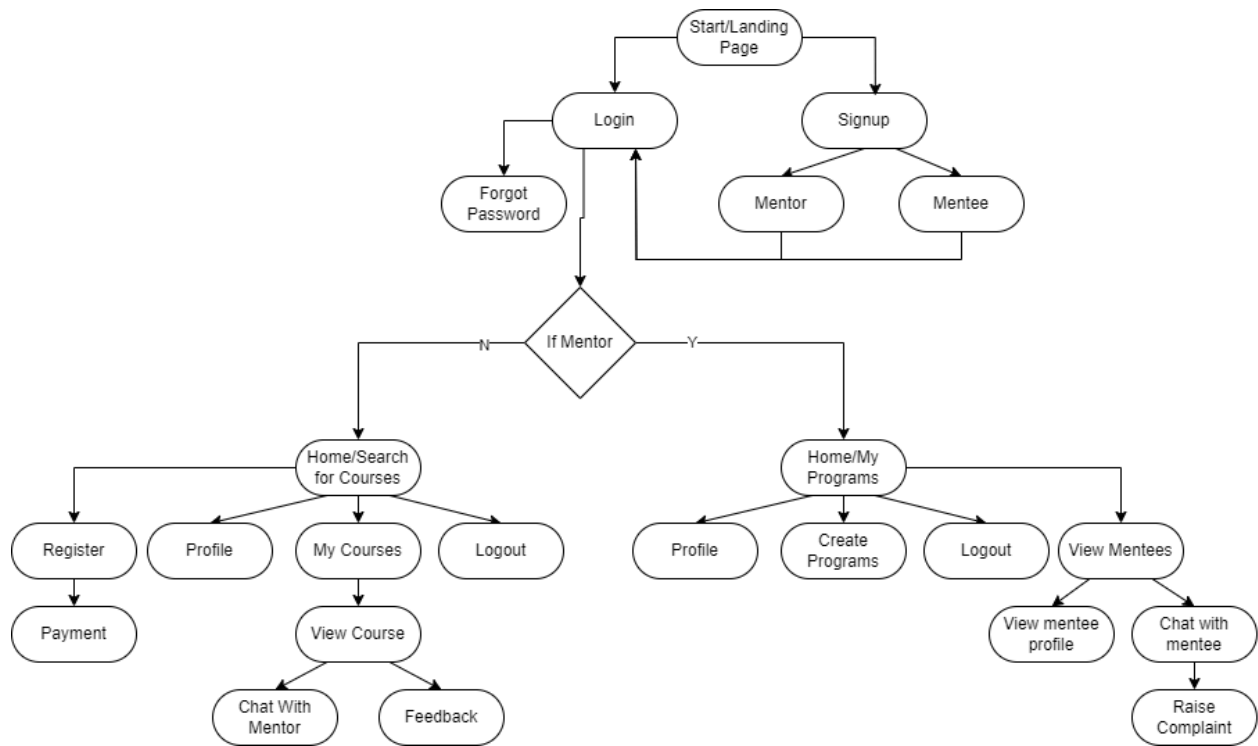 Start/Landing
Page
Login
Signup
Forgot
Password
Mentor
Mentee
If Mentor
N
Y
Home/Search
for Courses
Home/My
Programs
Register
Profile
My Courses
Logout
Profile
Create
Programs
Logout
View Mentees
Payment
View Course
View mentee
profile
Chat with
mentee
Chat With
Mentor
Feedback
Raise
Complaint